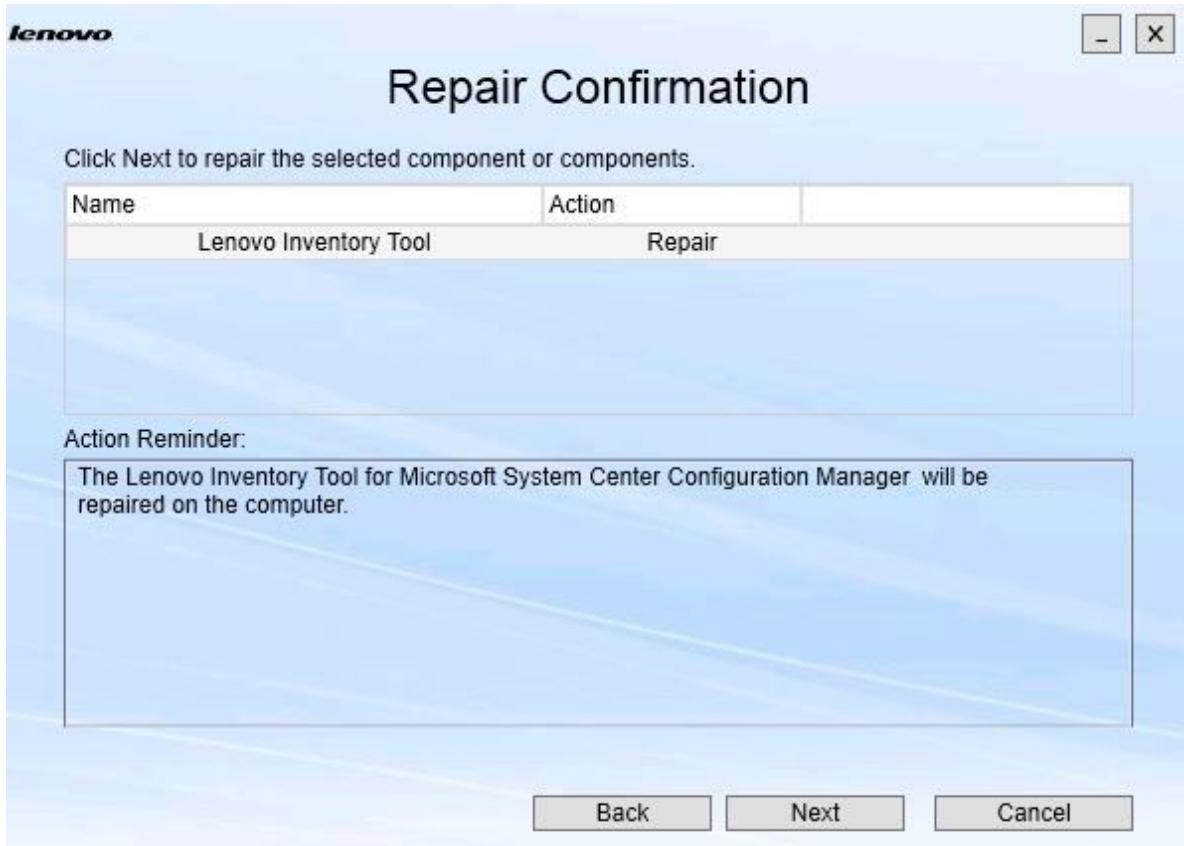 lenovo
Repair Confirmation
Click Next to repair the selected component or components.
Name Action
Lenovo Inventory Tool Repair
Action Reminder:
The Lenovo Inventory Tool for Microsoft System Center Configuration Manager will be
repaired on the computer.
Back Next Cancel